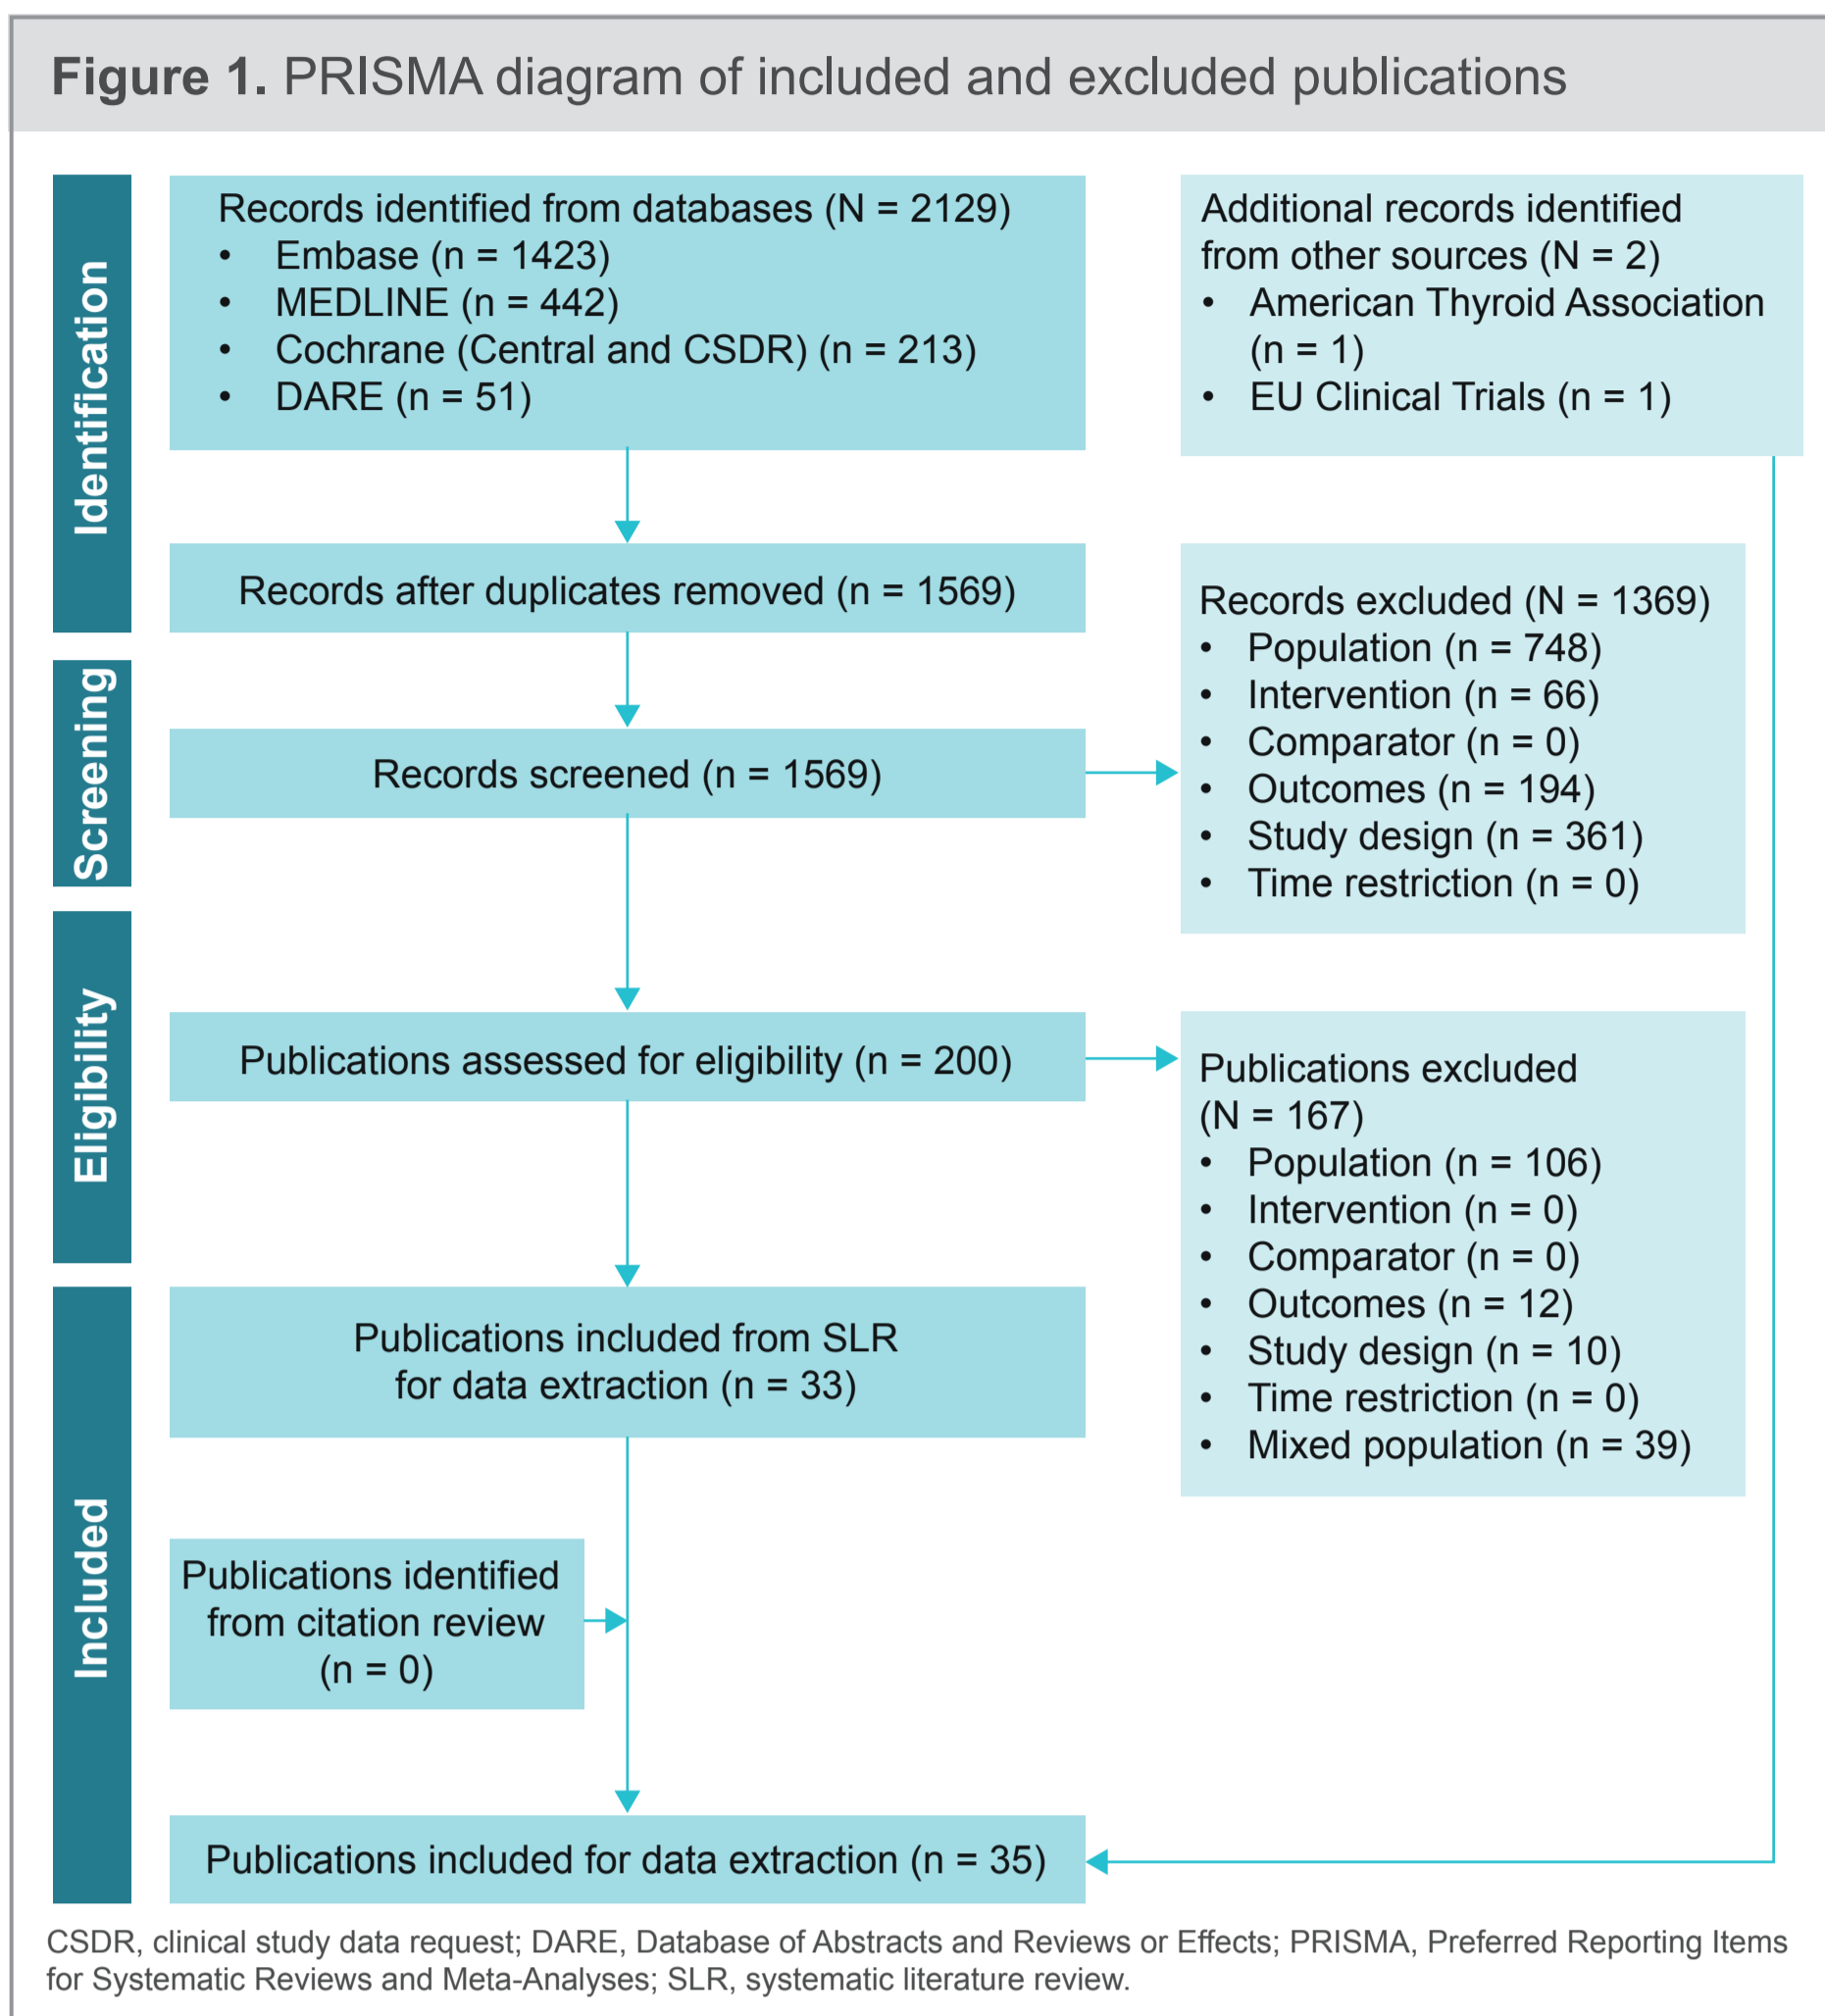 Figure 1. PRISMA diagram of included and excluded publications
Identification
Records identified from databases (N = 2129)
• Embase (n = 1423)
• MEDLINE (n = 442)
• Cochrane (Central and CSDR) (n = 213)
• DARE (n = 51)
Additional records identified
from other sources (N = 2)
• American Thyroid Association
(n = 1)
• EU Clinical Trials (n = 1)
Records after duplicates removed (n = 1569)
Screening
Records screened (n = 1569)
Records excluded (N = 1369)
• Population (n = 748)
• Intervention (n = 66)
• Comparator (n = 0)
• Outcomes (n = 194)
• Study design (n = 361)
• Time restriction (n = 0)
Eligibility
Publications assessed for eligibility (n = 200)
Publications excluded
(N = 167)
• Population (n = 106)
• Intervention (n = 0)
• Comparator (n = 0)
• Outcomes (n = 12)
• Study design (n = 10)
• Time restriction (n = 0)
• Mixed population (n = 39)
Included
Publications included from SLR
for data extraction (n = 33)
Publications identified
from citation review
(n = 0)
Publications included for data extraction (n = 35)
CSDR, clinical study data request; DARE, Database of Abstracts and Reviews or Effects; PRISMA, Preferred Reporting Items
for Systematic Reviews and Meta-Analyses; SLR, systematic literature review.